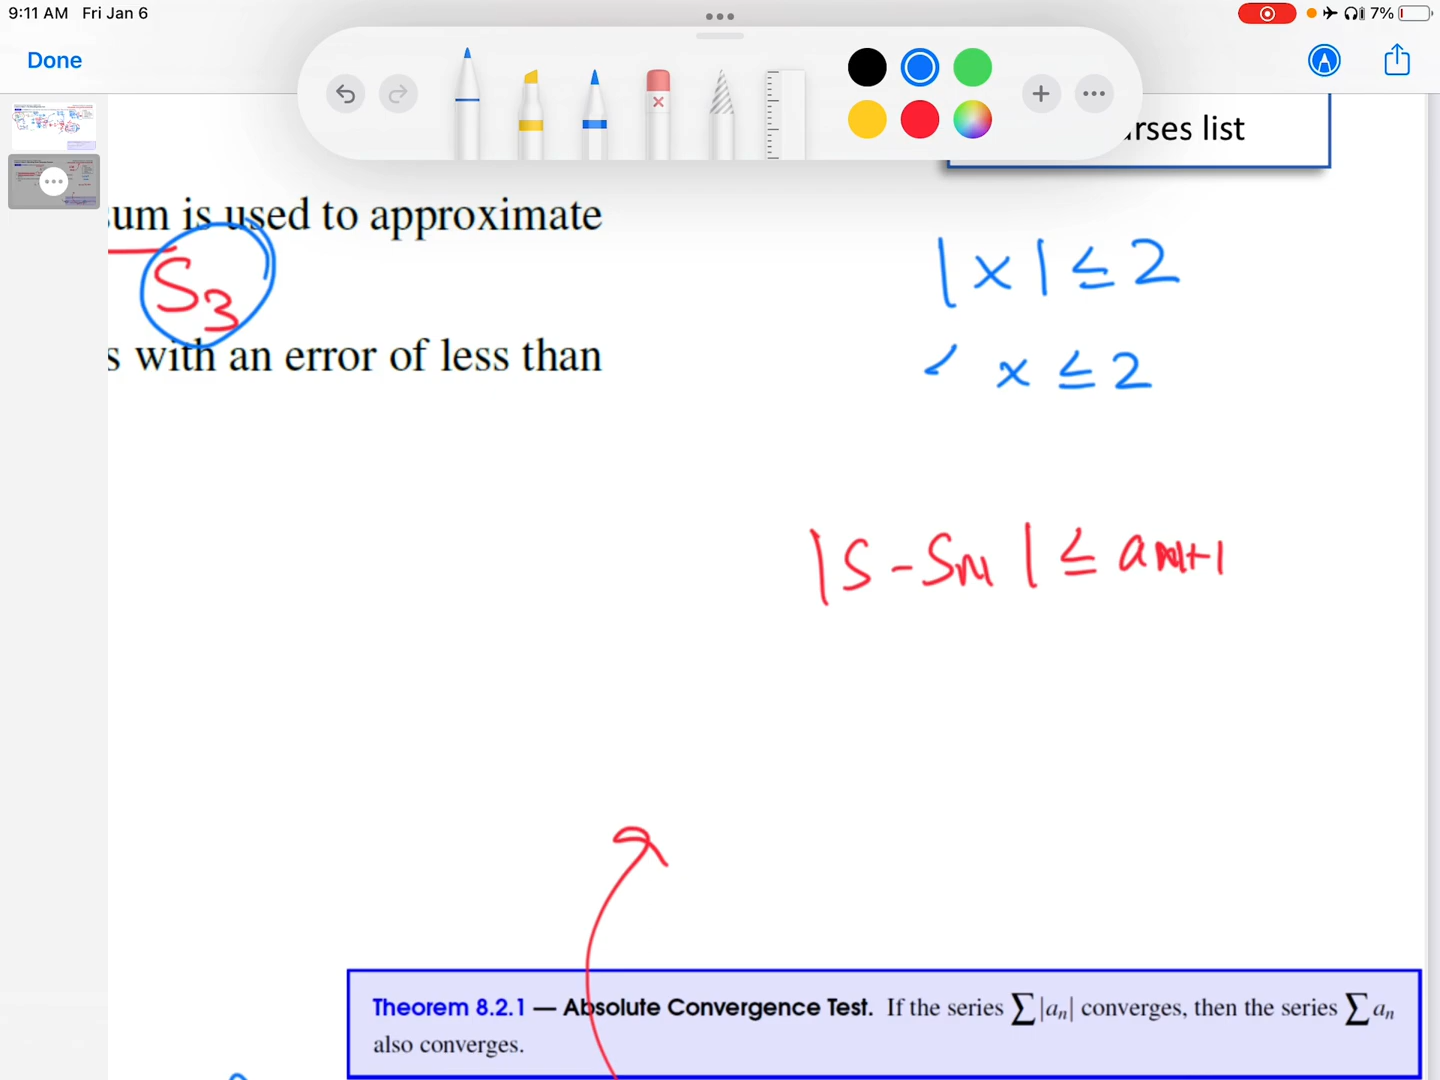 9:11 AM Fri Jan 6
7%
Done
rses list
um is used to approximate
S3
s with an error of less than
|x| ≤ 2
x ≤ 2
|S - Sn| ≤ an+1
Theorem 8.2.1 — Absolute Convergence Test. If the series ∑|aₙ| converges, then the series ∑ aₙ
also converges.